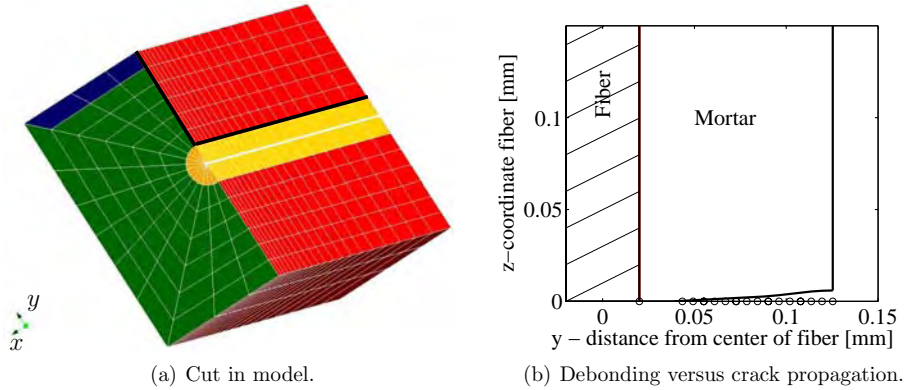 y
x
(a) Cut in model.
z−coordinate fiber [mm]
0.1
0.05
0
Fiber
Mortar
0
0.05
0.1
0.15
y − distance from center of fiber [mm]
(b) Debonding versus crack propagation.